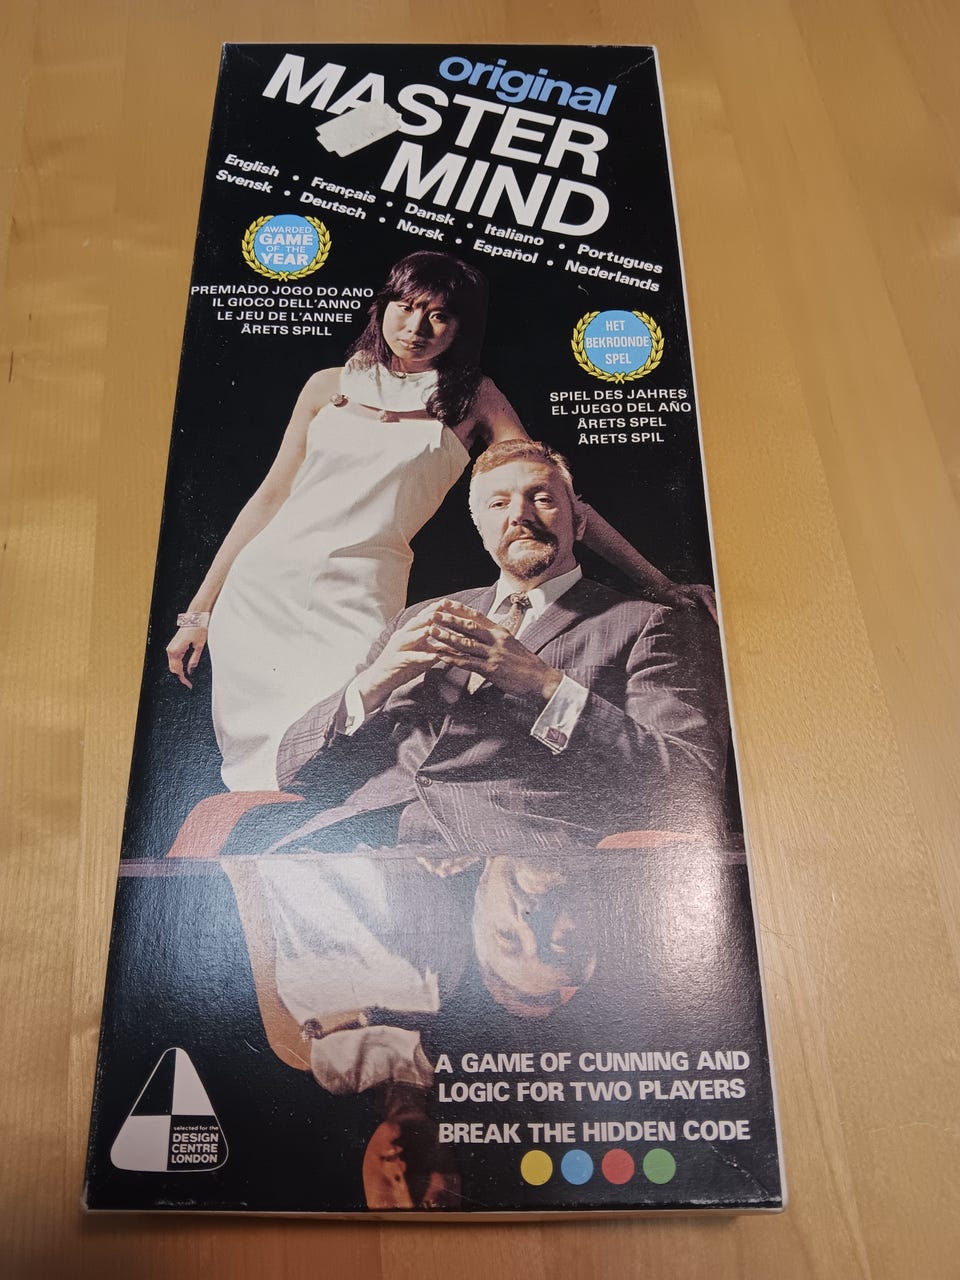 original
MASTER
MIND
English • Français • Dansk • Italiano • Portugues
Svensk • Deutsch • Norsk • Español • Nederlands
AWARDED
GAME
OF THE
YEAR
PREMIADO JOGO DO ANO
IL GIOCO DELL'ANNO
LE JEU DE L'ANNEE
ÅRETS SPILL
HET
BEKROONDE
SPEL
SPIEL DES JAHRES
EL JUEGO DEL AÑO
ÅRETS SPEL
ÅRETS SPIL
A GAME OF CUNNING AND
LOGIC FOR TWO PLAYERS
BREAK THE HIDDEN CODE
selected for the
DESIGN
CENTRE
LONDON